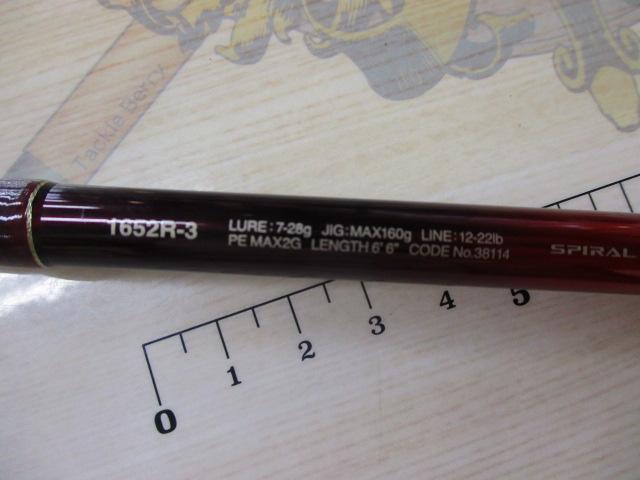 Tackle Berry
1652R-3
LURE:7-28g JIG:MAX160g LINE:12-22lb
PE MAX2G LENGTH 6'6" CODE No.38114
SPIRAL
0 1 2 3 4 5